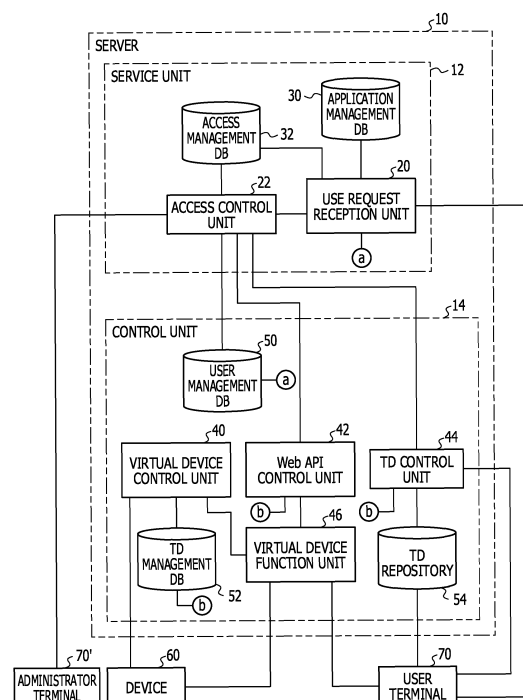 10
SERVER
12
SERVICE UNIT
30
APPLICATION
MANAGEMENT
DB
ACCESS
MANAGEMENT
DB
32
20
22
USE REQUEST
RECEPTION UNIT
ACCESS CONTROL
UNIT
a
14
CONTROL UNIT
50
USER
MANAGEMENT
DB
a
40
42
44
VIRTUAL DEVICE
CONTROL UNIT
Web API
CONTROL UNIT
TD CONTROL
UNIT
b
b
46
TD
MANAGEMENT
DB
VIRTUAL DEVICE
FUNCTION UNIT
TD
REPOSITORY
52
54
b
70'
60
70
ADMINISTRATOR
TERMINAL
DEVICE
USER
TERMINAL